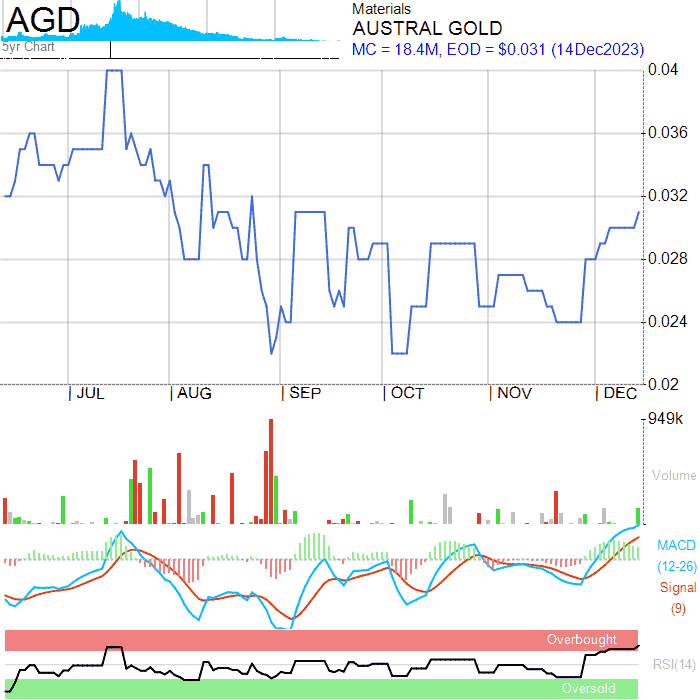 AGD
5yr Chart
Materials
AUSTRAL GOLD
MC = 18.4M, EOD = $0.031 (14Dec2023)
0.04
0.036
0.032
0.028
0.024
0.02
JUL AUG SEP OCT NOV DEC
949k
Volume
MACD
(12-26)
Signal
(9)
Overbought
RSI(14)
Oversold